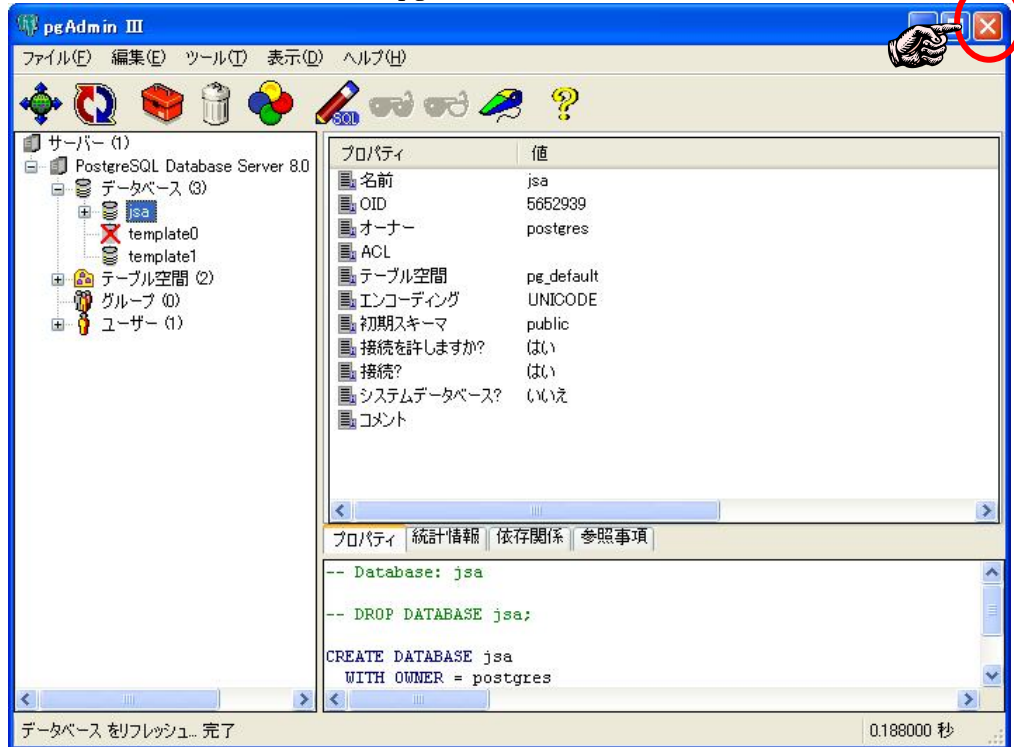 pgAdmin III
ファイル(F) 編集(E) ツール(T) 表示(D) ヘルプ(H)
SQL
サーバー (1)
PostgreSQL Database Server 8.0
データベース (3)
jsa
template0
template1
テーブル空間 (2)
グループ (0)
ユーザー (1)
プロパティ 値
名前 jsa
OID 5652939
オーナー postgres
ACL
テーブル空間 pg_default
エンコーディング UNICODE
初期スキーマ public
接続を許しますか? はい
接続? はい
システムデータベース? いいえ
コメント
プロパティ 統計情報 依存関係 参照事項
-- Database: jsa
-- DROP DATABASE jsa;
CREATE DATABASE jsa
WITH OWNER = postgres
データベース をリフレッシュ... 完了 0.188000 秒